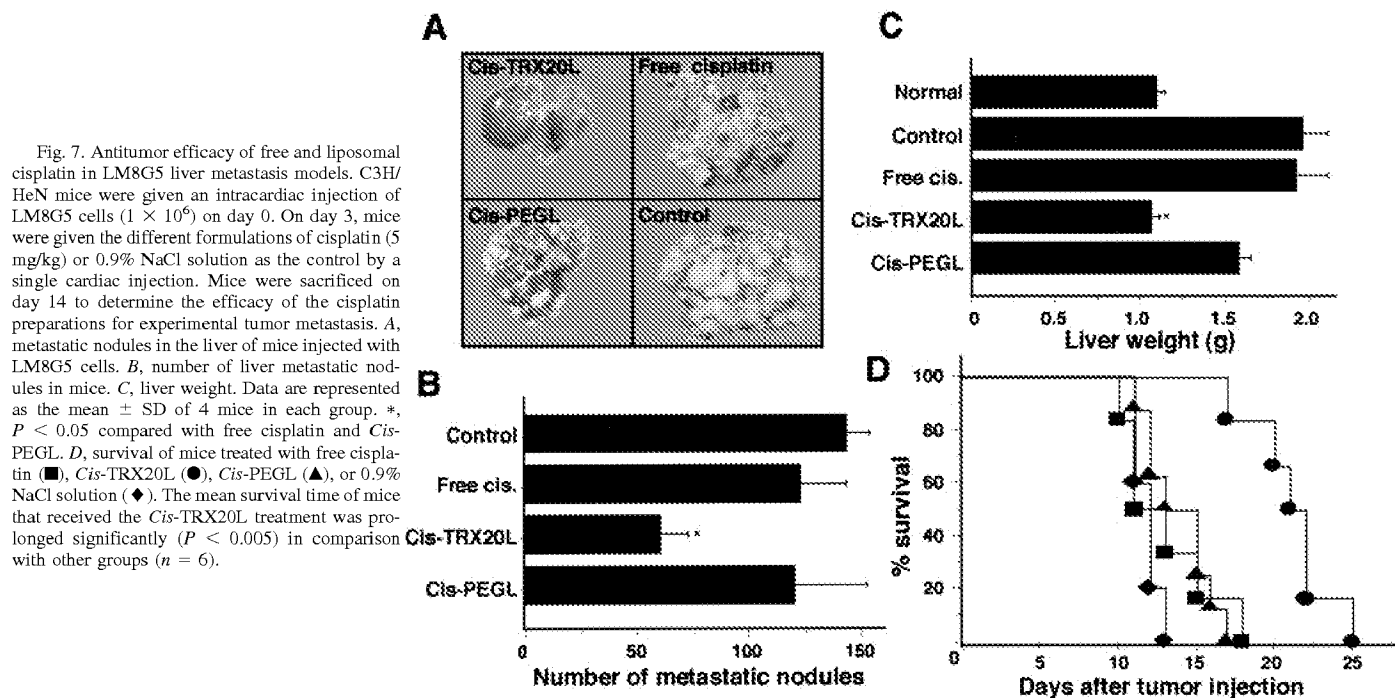 Fig. 7. Antitumor efficacy of free and liposomal
cisplatin in LM8G5 liver metastasis models. C3H/
HeN mice were given an intracardiac injection of
LM8G5 cells (1 × 10⁶) on day 0. On day 3, mice
were given the different formulations of cisplatin (5
mg/kg) or 0.9% NaCl solution as the control by a
single cardiac injection. Mice were sacrificed on
day 14 to determine the efficacy of the cisplatin
preparations for experimental tumor metastasis. A,
metastatic nodules in the liver of mice injected with
LM8G5 cells. B, number of liver metastatic nod-
ules in mice. C, liver weight. Data are represented
as the mean ± SD of 4 mice in each group. *,
P < 0.05 compared with free cisplatin and Cis-
PEGL. D, survival of mice treated with free cispla-
tin (■), Cis-TRX20L (●), Cis-PEGL (▲), or 0.9%
NaCl solution (◆). The mean survival time of mice
that received the Cis-TRX20L treatment was pro-
longed significantly (P < 0.005) in comparison
with other groups (n = 6).
A
Cis-TRX20L
Free cisplatin
Cis-PEGL
Control
B
Control
Free cis.
Cis-TRX20L
*
Cis-PEGL
0 50 100 150
Number of metastatic nodules
C
Normal
Control
Free cis.
Cis-TRX20L
*
Cis-PEGL
0 0.5 1.0 1.5 2.0
Liver weight (g)
D
100
80
60
40
20
% survival
0 5 10 15 20 25
Days after tumor injection